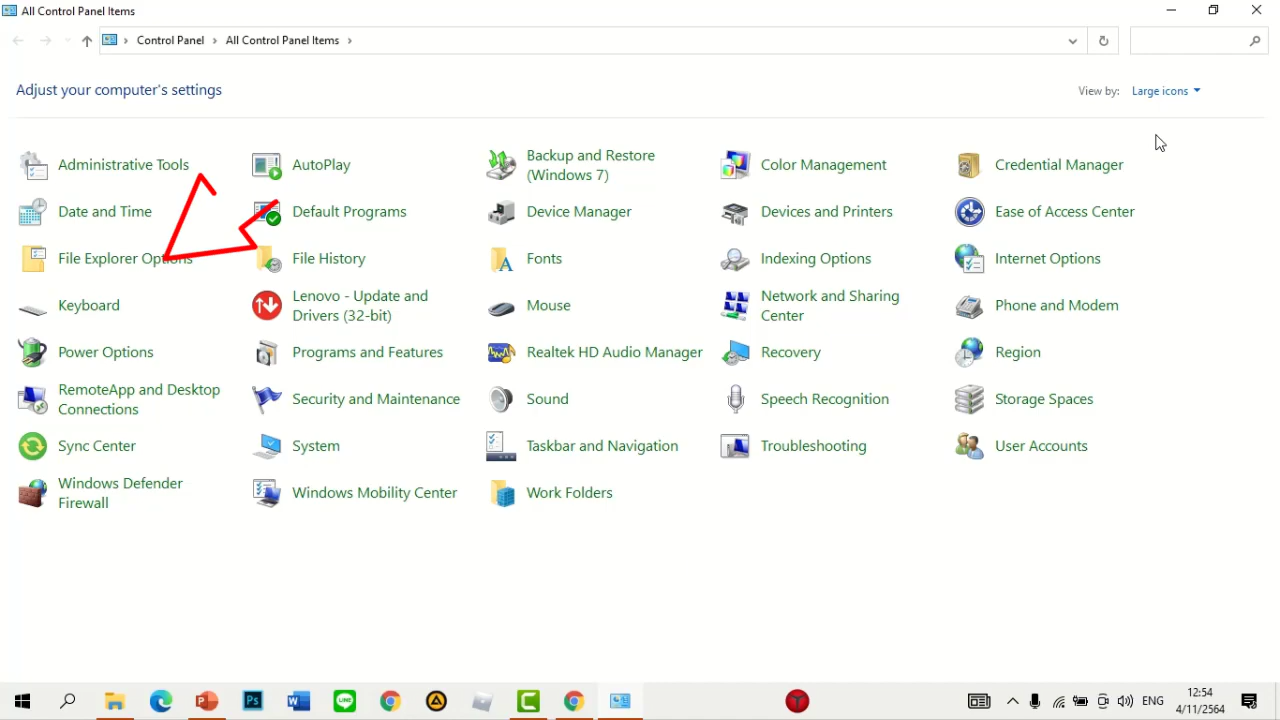 All Control Panel Items
Control Panel
All Control Panel Items
Adjust your computer's settings
View by:
Large icons
Administrative Tools
AutoPlay
Backup and Restore
(Windows 7)
Color Management
Credential Manager
Date and Time
Default Programs
Device Manager
Devices and Printers
Ease of Access Center
File Explorer Options
File History
Fonts
Indexing Options
Internet Options
Keyboard
Lenovo - Update and
Drivers (32-bit)
Mouse
Network and Sharing
Center
Phone and Modem
Power Options
Programs and Features
Realtek HD Audio Manager
Recovery
Region
RemoteApp and Desktop
Connections
Security and Maintenance
Sound
Speech Recognition
Storage Spaces
Sync Center
System
Taskbar and Navigation
Troubleshooting
User Accounts
Windows Defender
Firewall
Windows Mobility Center
Work Folders
Ps
LINE
ENG
12:54
4/11/2564